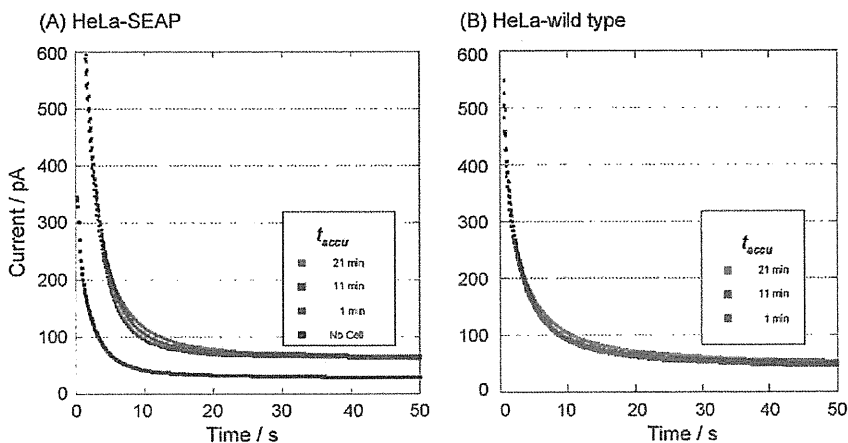 (A) HeLa-SEAP
600
500
400
300
200
100
0
Current / pA
0 10 20 30 40 50
Time / s
t accu
21 min
11 min
1 min
No Cell
(B) HeLa-wild type
600
500
400
300
200
100
0
0 10 20 30 40 50
Time / s
t accu
21 min
11 min
1 min